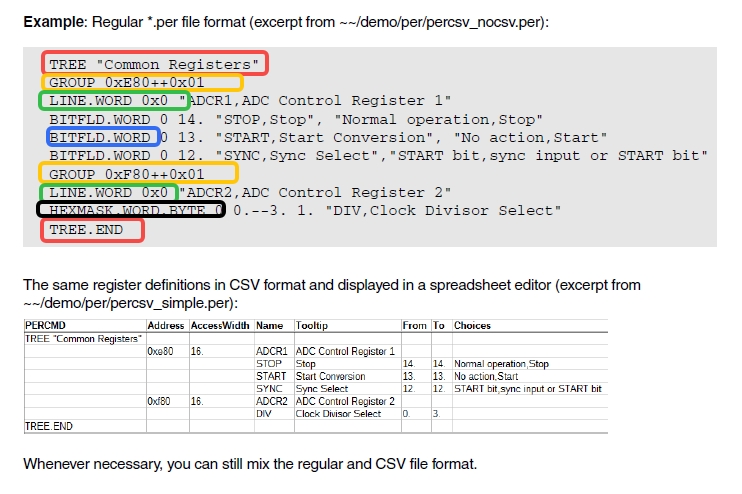 Example: Regular *.per file format (excerpt from ~~/demo/per/percsv_nocsv.per):
TREE "Common Registers"
GROUP 0xE80++0x01
LINE.WORD 0x0 "ADCR1,ADC Control Register 1"
BITFLD.WORD 0 14. "STOP,Stop", "Normal operation,Stop"
BITFLD.WORD 0 13. "START,Start Conversion", "No action,Start"
BITFLD.WORD 0 12. "SYNC,Sync Select","START bit,sync input or START bit"
GROUP 0xF80++0x01
LINE.WORD 0x0 "ADCR2,ADC Control Register 2"
HEXMASK.WORD.BYTE 0 0.--3. 1. "DIV,Clock Divisor Select"
TREE.END
The same register definitions in CSV format and displayed in a spreadsheet editor (excerpt from
~~/demo/per/percsv_simple.per):
PERCMD Address AccessWidth Name Tooltip From To Choices
TREE "Common Registers"
0xe80 16. ADCR1 ADC Control Register 1
STOP Stop 14. 14. Normal operation,Stop
START Start Conversion 13. 13. No action,Start
SYNC Sync Select 12. 12. START bit,sync input or START bit
0xf80 16. ADCR2 ADC Control Register 2
DIV Clock Divisor Select 0. 3.
TREE.END
Whenever necessary, you can still mix the regular and CSV file format.